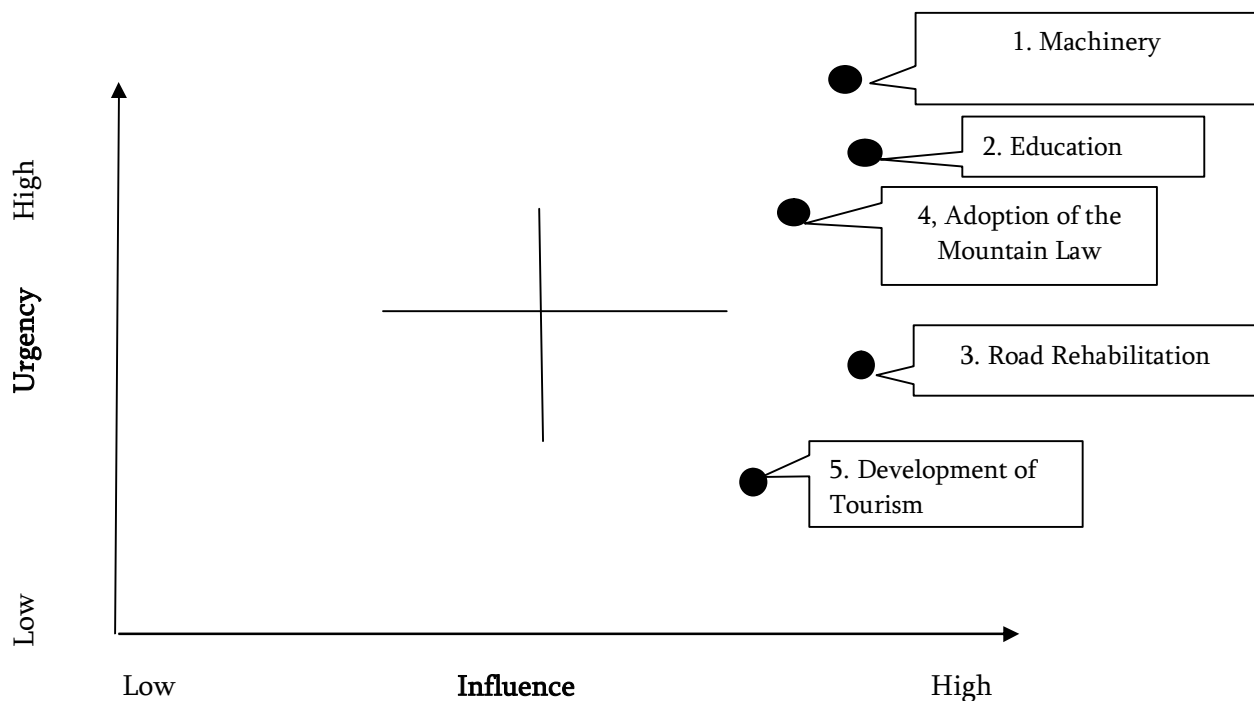 1. Machinery
2. Education
4, Adoption of the
Mountain Law
3. Road Rehabilitation
5. Development of
Tourism
High
Urgency
Low
Low
Influence
High